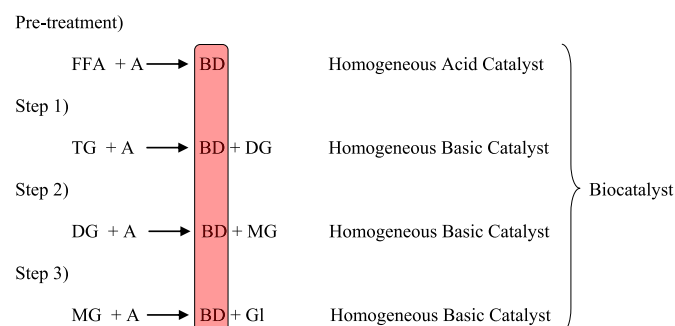 Pre-treatment)
FFA + A → BD Homogeneous Acid Catalyst
Step 1)
TG + A → BD + DG Homogeneous Basic Catalyst
Step 2)
Biocatalyst
DG + A → BD + MG Homogeneous Basic Catalyst
Step 3)
MG + A → BD + Gl Homogeneous Basic Catalyst